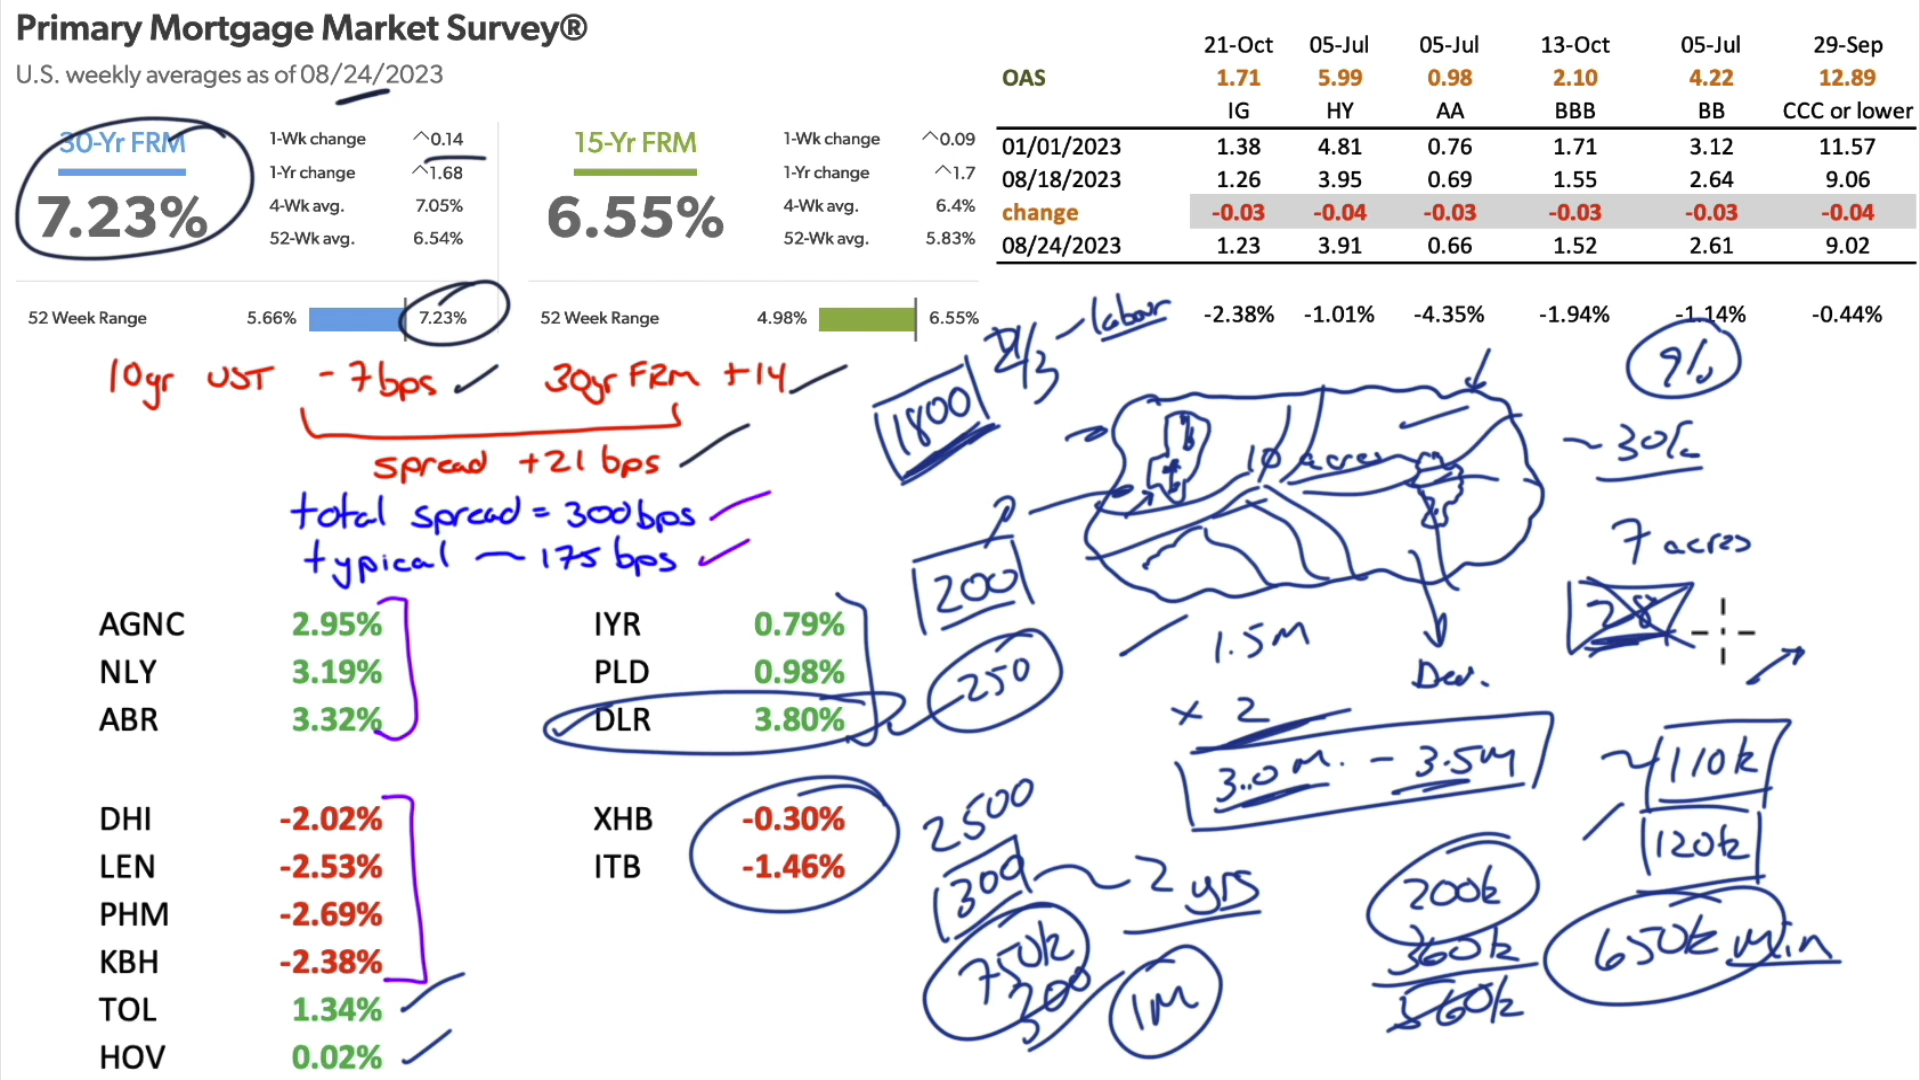 Primary Mortgage Market Survey®
U.S. weekly averages as of 08/24/2023
30-Yr FRM
7.23%
1-Wk change ^0.14
1-Yr change ^1.68
4-Wk avg. 7.05%
52-Wk avg. 6.54%
52 Week Range 5.66% 7.23%
15-Yr FRM
6.55%
1-Wk change ^0.09
1-Yr change ^1.7
4-Wk avg. 6.4%
52-Wk avg. 5.83%
52 Week Range 4.98% 6.55%
21-Oct 05-Jul 05-Jul 13-Oct 05-Jul 29-Sep
OAS 1.71 5.99 0.98 2.10 4.22 12.89
IG HY AA BBB BB CCC or lower
01/01/2023 1.38 4.81 0.76 1.71 3.12 11.57
08/18/2023 1.26 3.95 0.69 1.55 2.64 9.06
change -0.03 -0.04 -0.03 -0.03 -0.03 -0.04
08/24/2023 1.23 3.91 0.66 1.52 2.61 9.02
-2.38% -1.01% -4.35% -1.94% -1.14% -0.44%
10yr UST -7bps 30yr FRM +14
spread +21 bps
total spread = 300bps
typical ~ 175 bps
AGNC 2.95%
NLY 3.19%
ABR 3.32%
IYR 0.79%
PLD 0.98%
DLR 3.80%
DHI -2.02%
LEN -2.53%
PHM -2.69%
KBH -2.38%
TOL 1.34%
HOV 0.02%
XHB -0.30%
ITB -1.46%
labour
1800
10 acres
9%
7 acres
28
200
250
1.5M
Dev.
x 2
3.0M. - 3.5M
~110k
120k
2500
300 ~ 2 yrs
750k
300
1M
200k
360k
560k
650k min